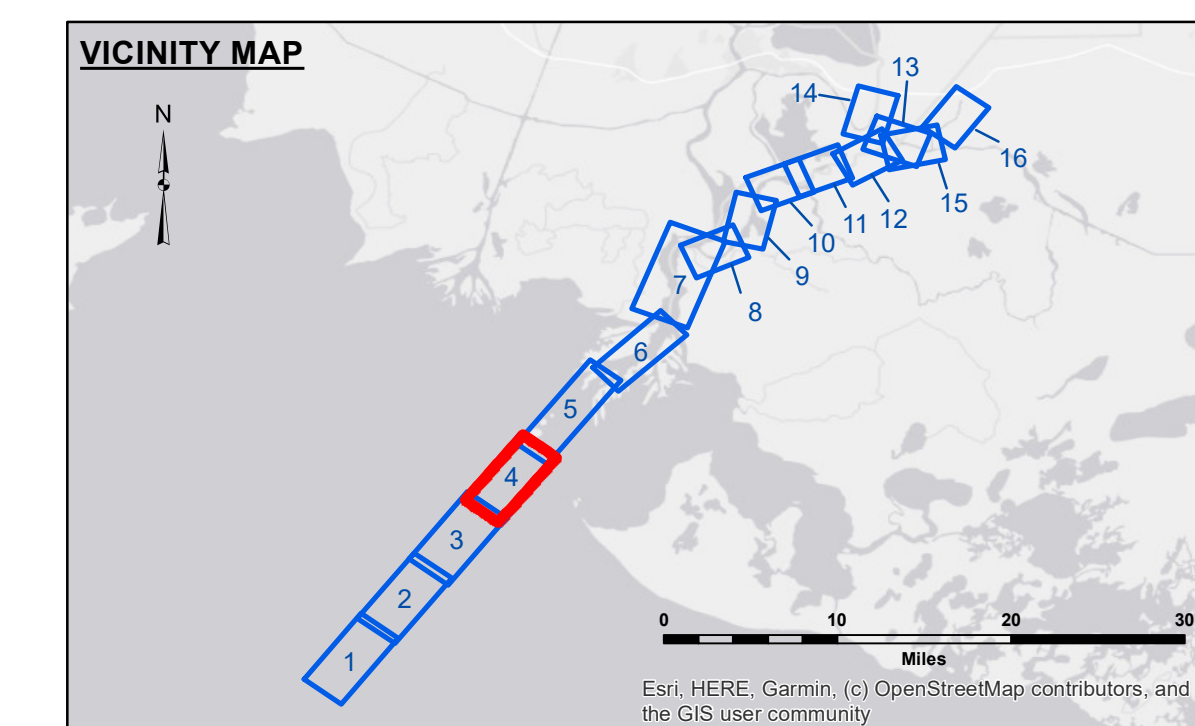 VICINITY MAP
N
13
14
16
15
12
11
10
9
8
7
6
5
4
3
2
1
0 10 20 30
Miles
Esri, HERE, Garmin, (c) OpenStreetMap contributors, and
the GIS user community